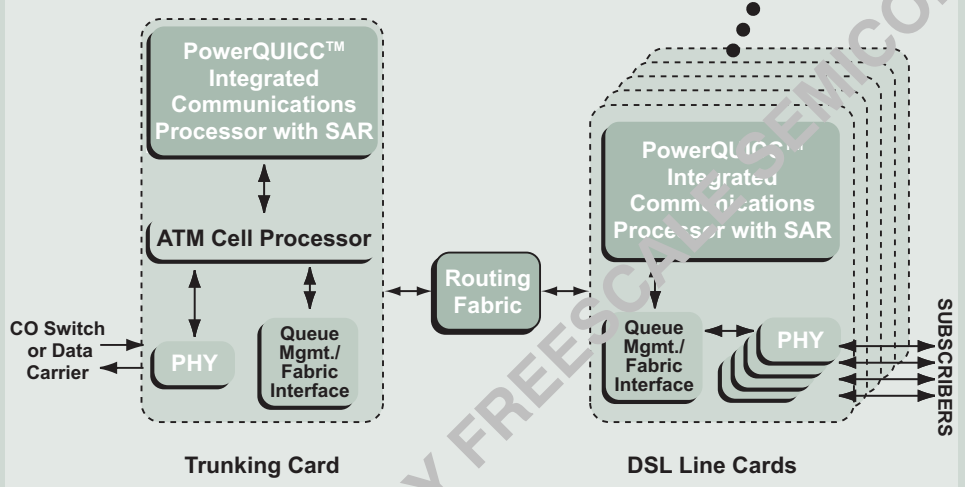 PowerQUICC™
Integrated
Communications
Processor with SAR
ATM Cell Processor
PHY
Queue
Mgmt./
Fabric
Interface
CO Switch
or Data
Carrier
Trunking Card
Routing
Fabric
PowerQUICC™
Integrated
Communications
Processor with SAR
Queue
Mgmt./
Fabric
Interface
PHY
SUBSCRIBERS
DSL Line Cards
Y FREESCALE SEMICO